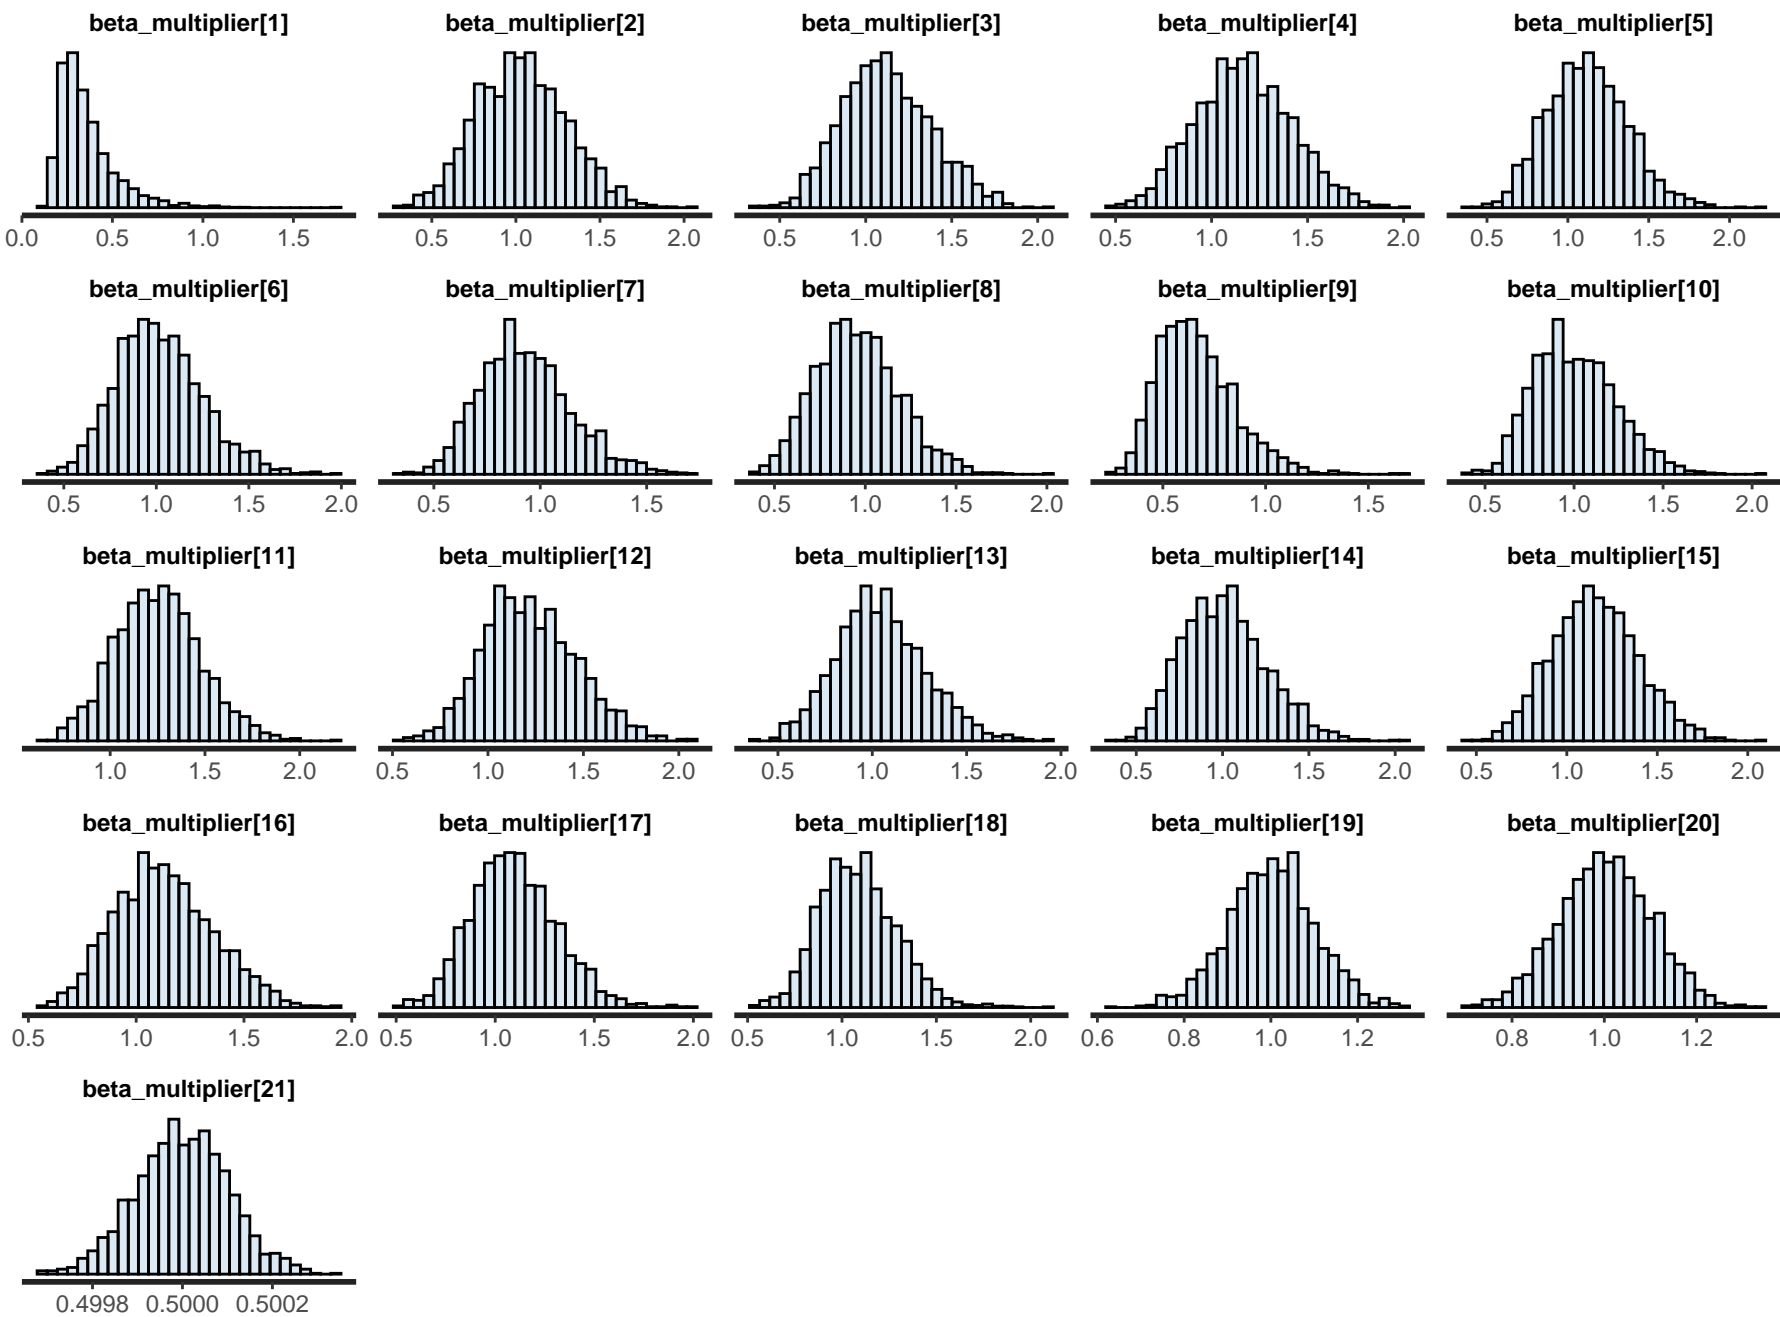 beta_multiplier[1] beta_multiplier[2] beta_multiplier[3] beta_multiplier[4] beta_multiplier[5]
0.0 0.5 1.0 1.5 0.5 1.0 1.5 2.0 0.5 1.0 1.5 2.0 0.5 1.0 1.5 2.0 0.5 1.0 1.5 2.0
beta_multiplier[6] beta_multiplier[7] beta_multiplier[8] beta_multiplier[9] beta_multiplier[10]
0.5 1.0 1.5 2.0 0.5 1.0 1.5 0.5 1.0 1.5 2.0 0.5 1.0 1.5 0.5 1.0 1.5 2.0
beta_multiplier[11] beta_multiplier[12] beta_multiplier[13] beta_multiplier[14] beta_multiplier[15]
1.0 1.5 2.0 0.5 1.0 1.5 2.0 0.5 1.0 1.5 2.0 0.5 1.0 1.5 2.0 0.5 1.0 1.5 2.0
beta_multiplier[16] beta_multiplier[17] beta_multiplier[18] beta_multiplier[19] beta_multiplier[20]
0.5 1.0 1.5 2.0 0.5 1.0 1.5 2.0 0.5 1.0 1.5 2.0 0.6 0.8 1.0 1.2 0.8 1.0 1.2
beta_multiplier[21]
0.4998 0.5000 0.5002